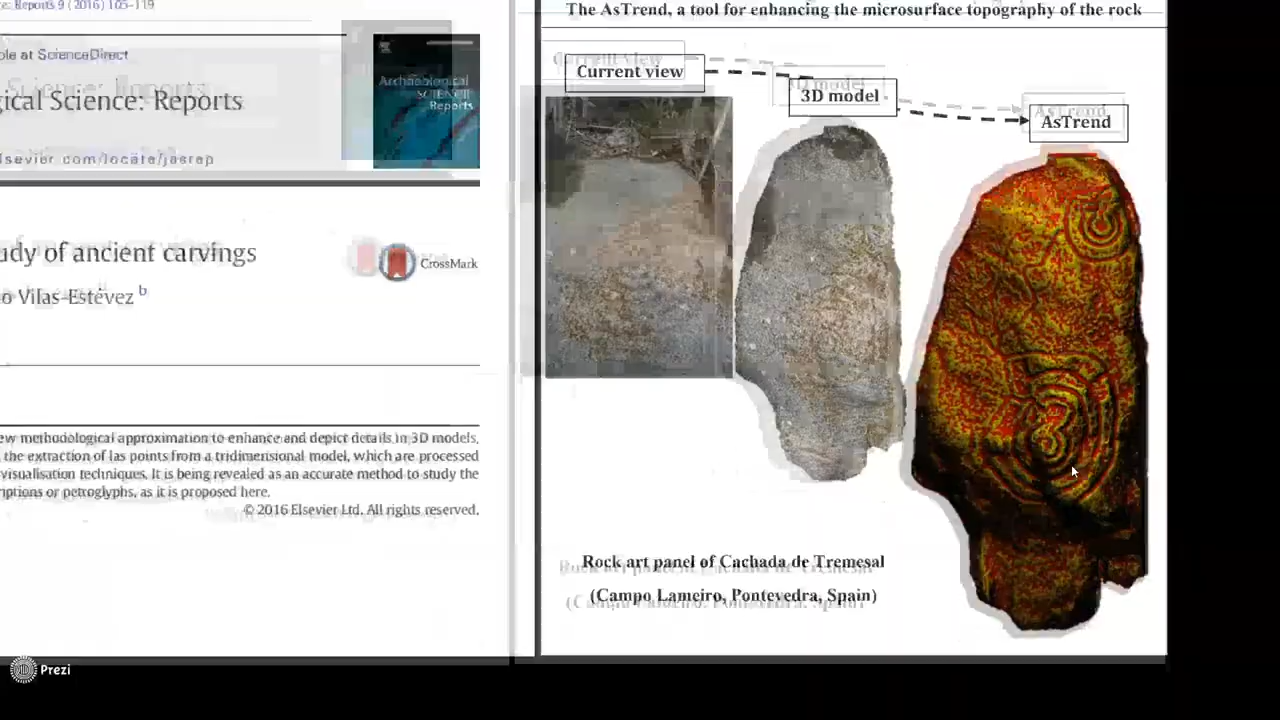 Reports 9 (2016) 105–119
ble at ScienceDirect
gical Science: Reports
lsevier.com/locate/jasrep
Archaeological
SCIENCE
Reports
udy of ancient carvings
CrossMark
o Vilas-Estévez b
ew methodological approximation to enhance and depict details in 3D models,
the extraction of las points from a tridimensional model, which are processed
visualisation techniques. It is being revealed as an accurate method to study the
riptions or petroglyphs, as it is proposed here.
© 2016 Elsevier Ltd. All rights reserved.
The AsTrend, a tool for enhancing the microsurface topography of the rock
Current view
3D model
AsTrend
Rock art panel of Cachada de Tremesal
(Campo Lameiro, Pontevedra, Spain)
Prezi